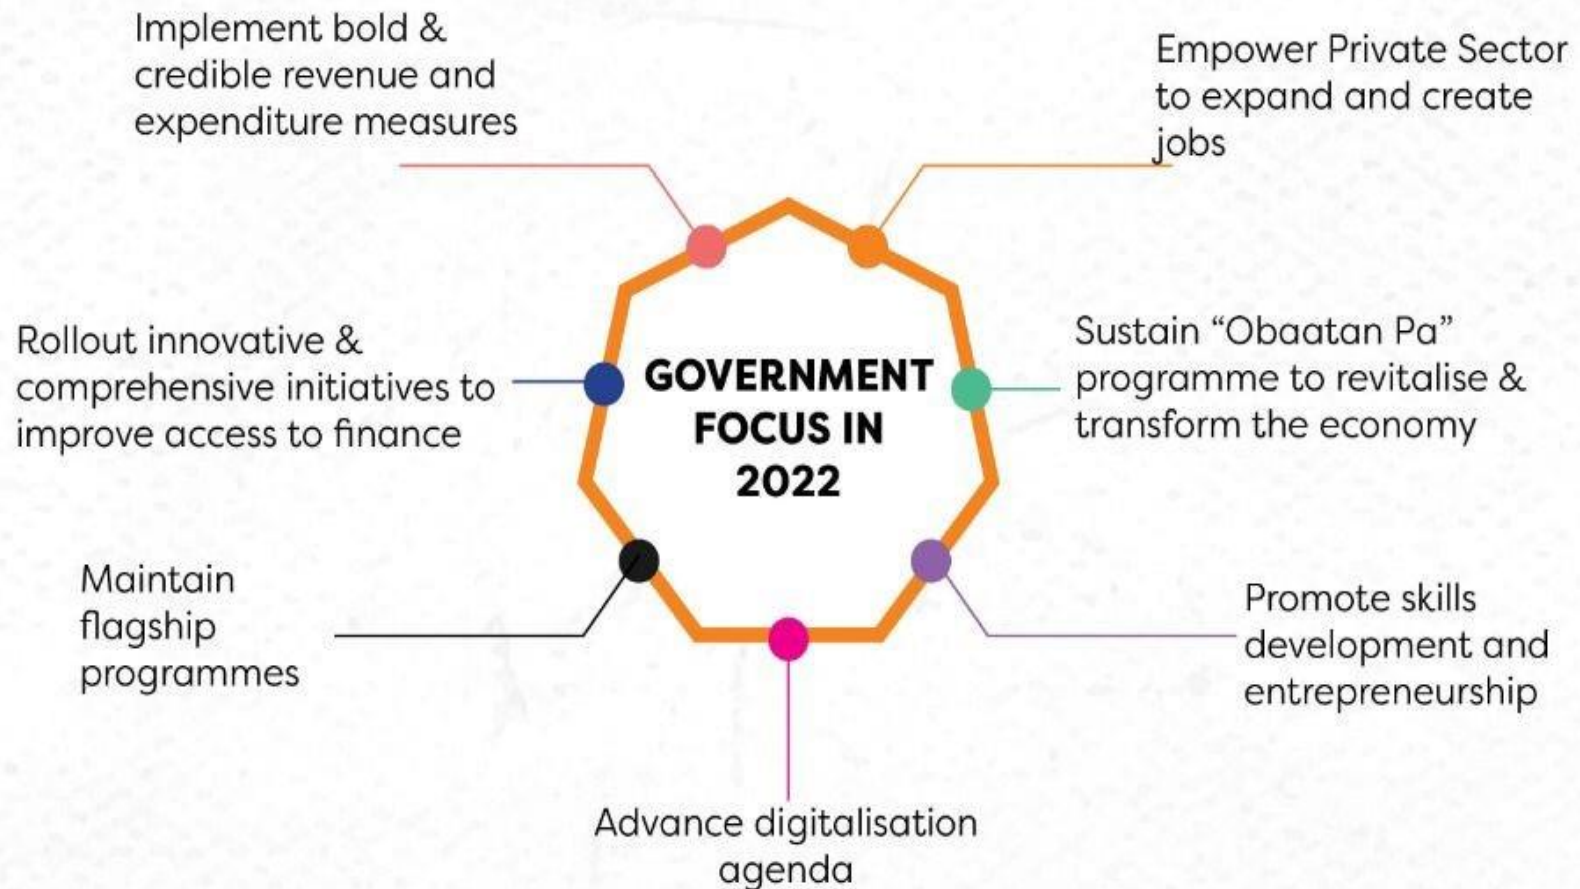 Implement bold &
credible revenue and
expenditure measures
Empower Private Sector
to expand and create
jobs
Rollout innovative &
comprehensive initiatives to
improve access to finance
GOVERNMENT
FOCUS IN
2022
Sustain “Obaatan Pa”
programme to revitalise &
transform the economy
Maintain
flagship
programmes
Promote skills
development and
entrepreneurship
Advance digitalisation
agenda